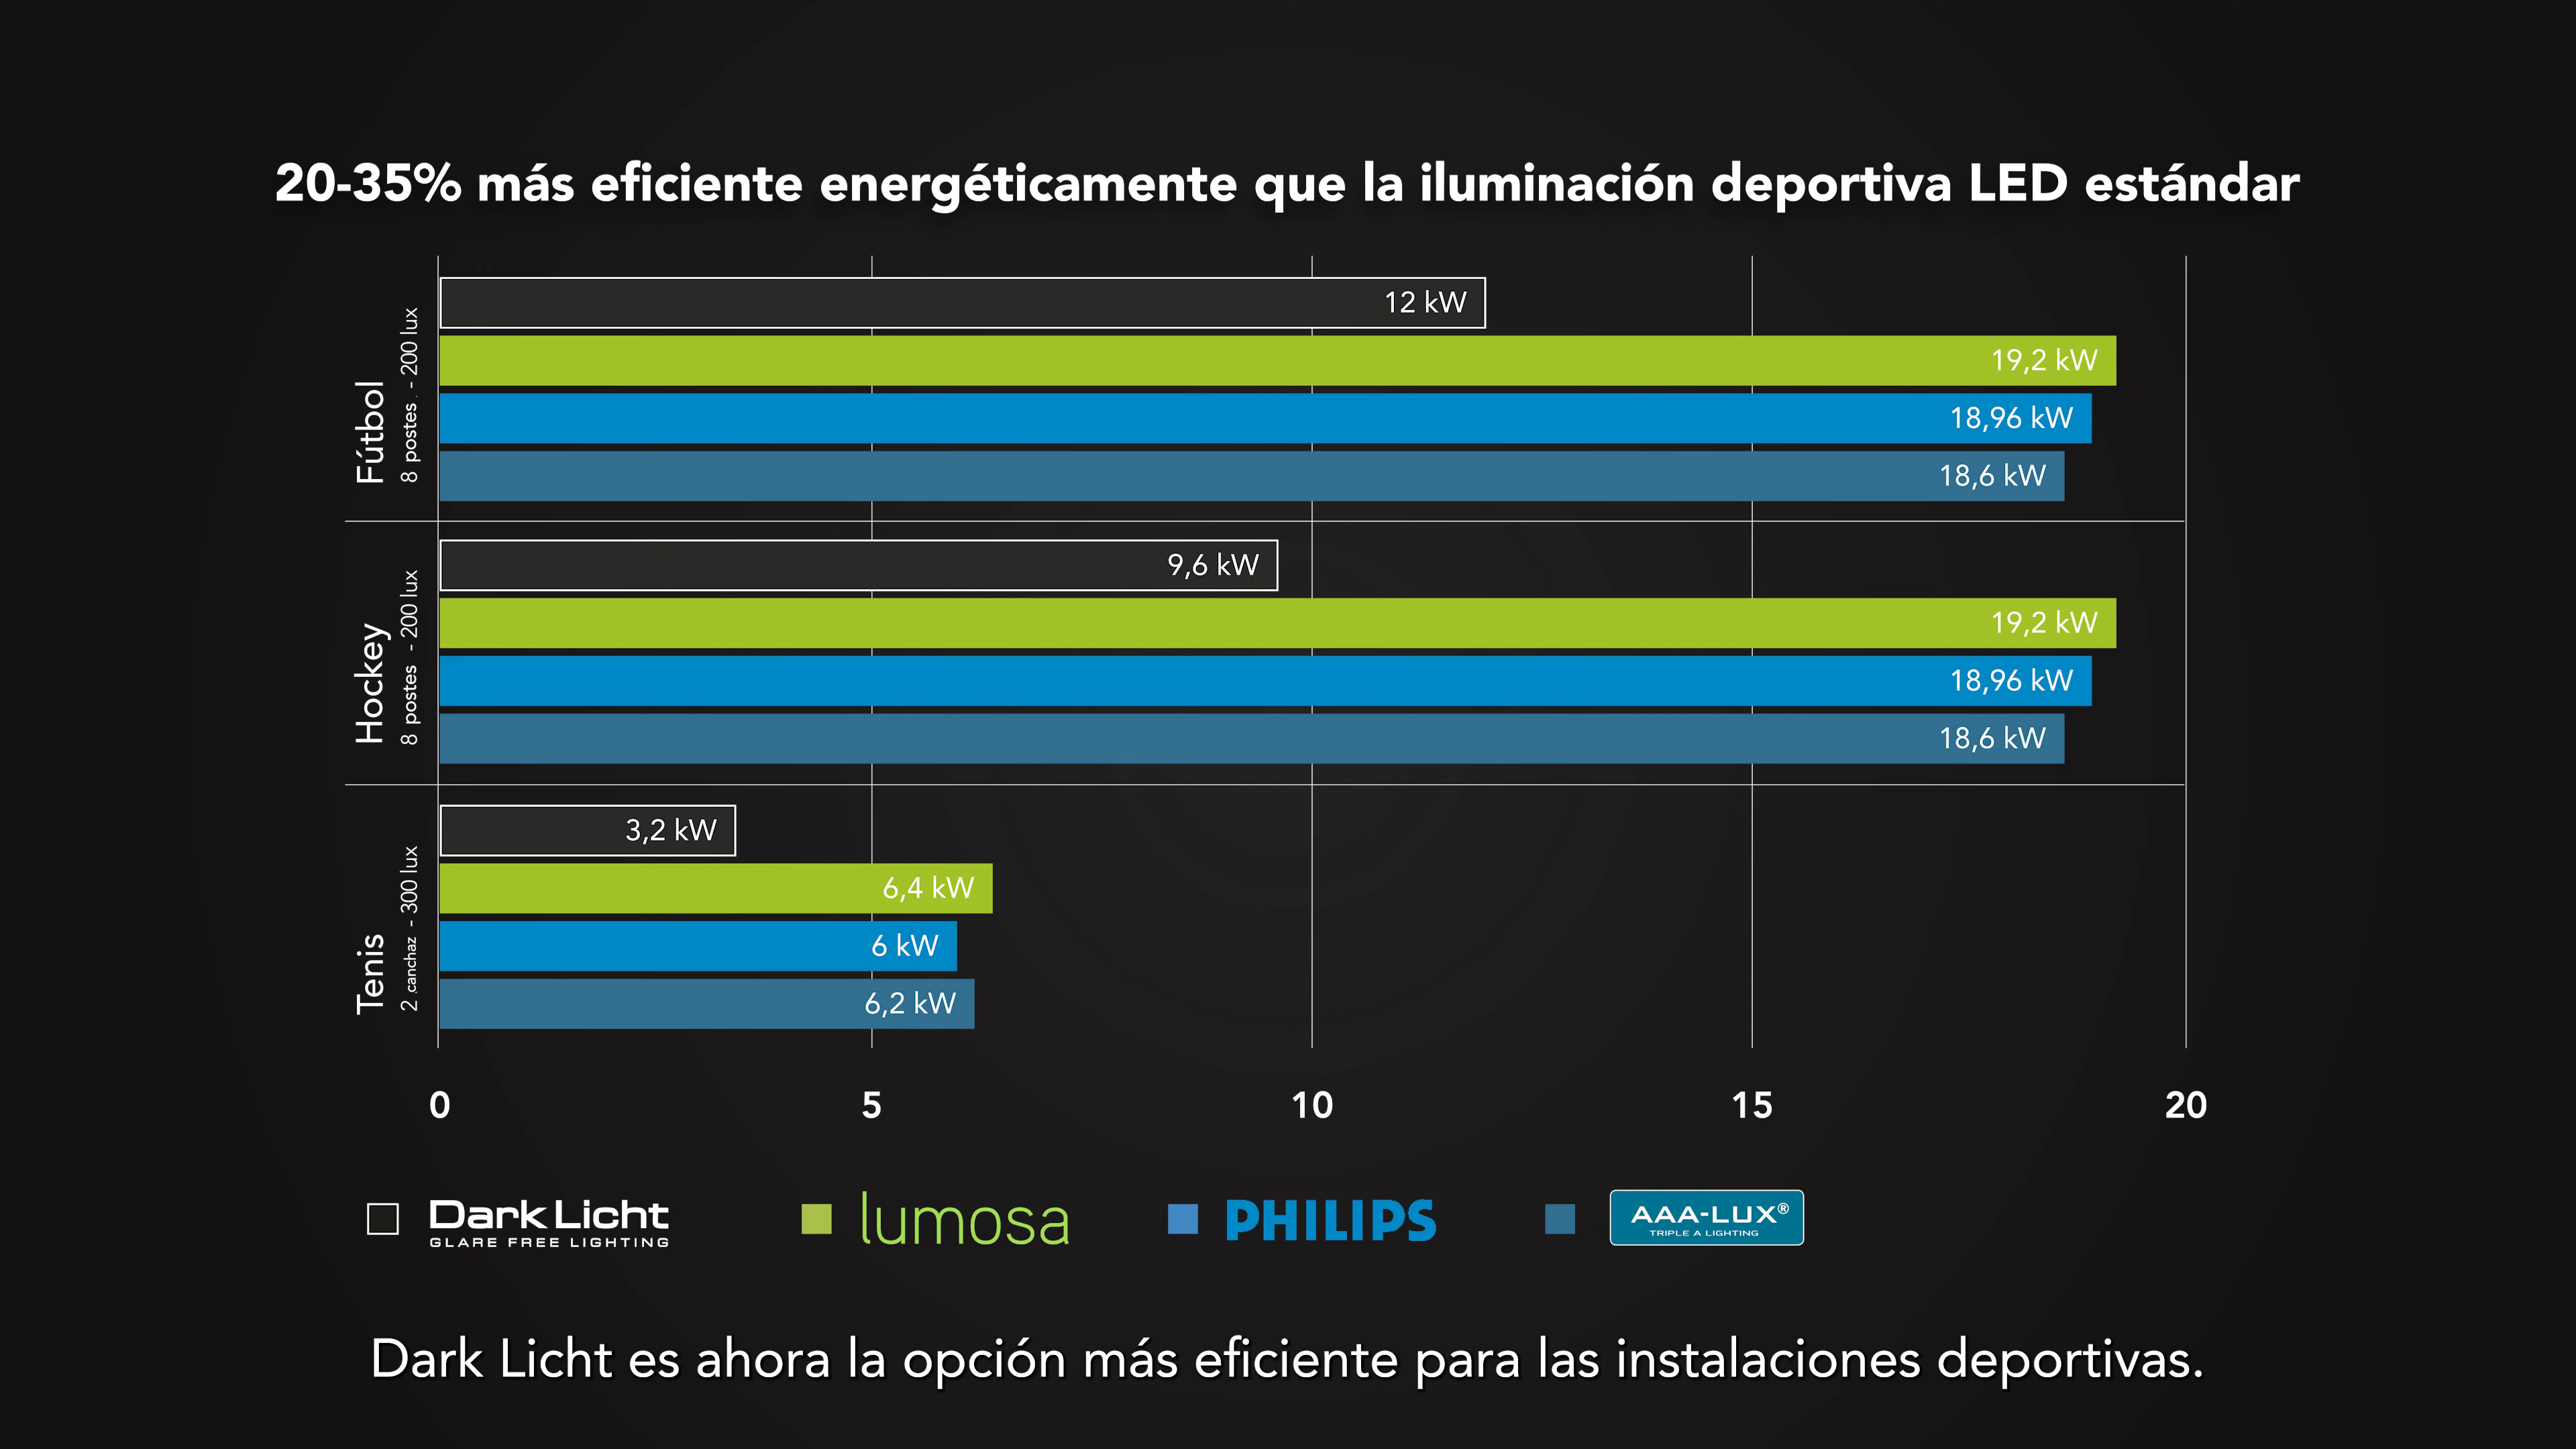 20-35% más eficiente energéticamente que la iluminación deportiva LED estándar
Fútbol
8 postes . - 200 lux
12 kW
19,2 kW
18,96 kW
18,6 kW
Hockey
8 postes - 200 lux
9,6 kW
19,2 kW
18,96 kW
18,6 kW
Tenis
2 canchaz - 300 lux
3,2 kW
6,4 kW
6 kW
6,2 kW
0 5 10 15 20
Dark Licht
GLARE FREE LIGHTING
lumosa
PHILIPS
AAA-LUX®
TRIPLE A LIGHTING
Dark Licht es ahora la opción más eficiente para las instalaciones deportivas.